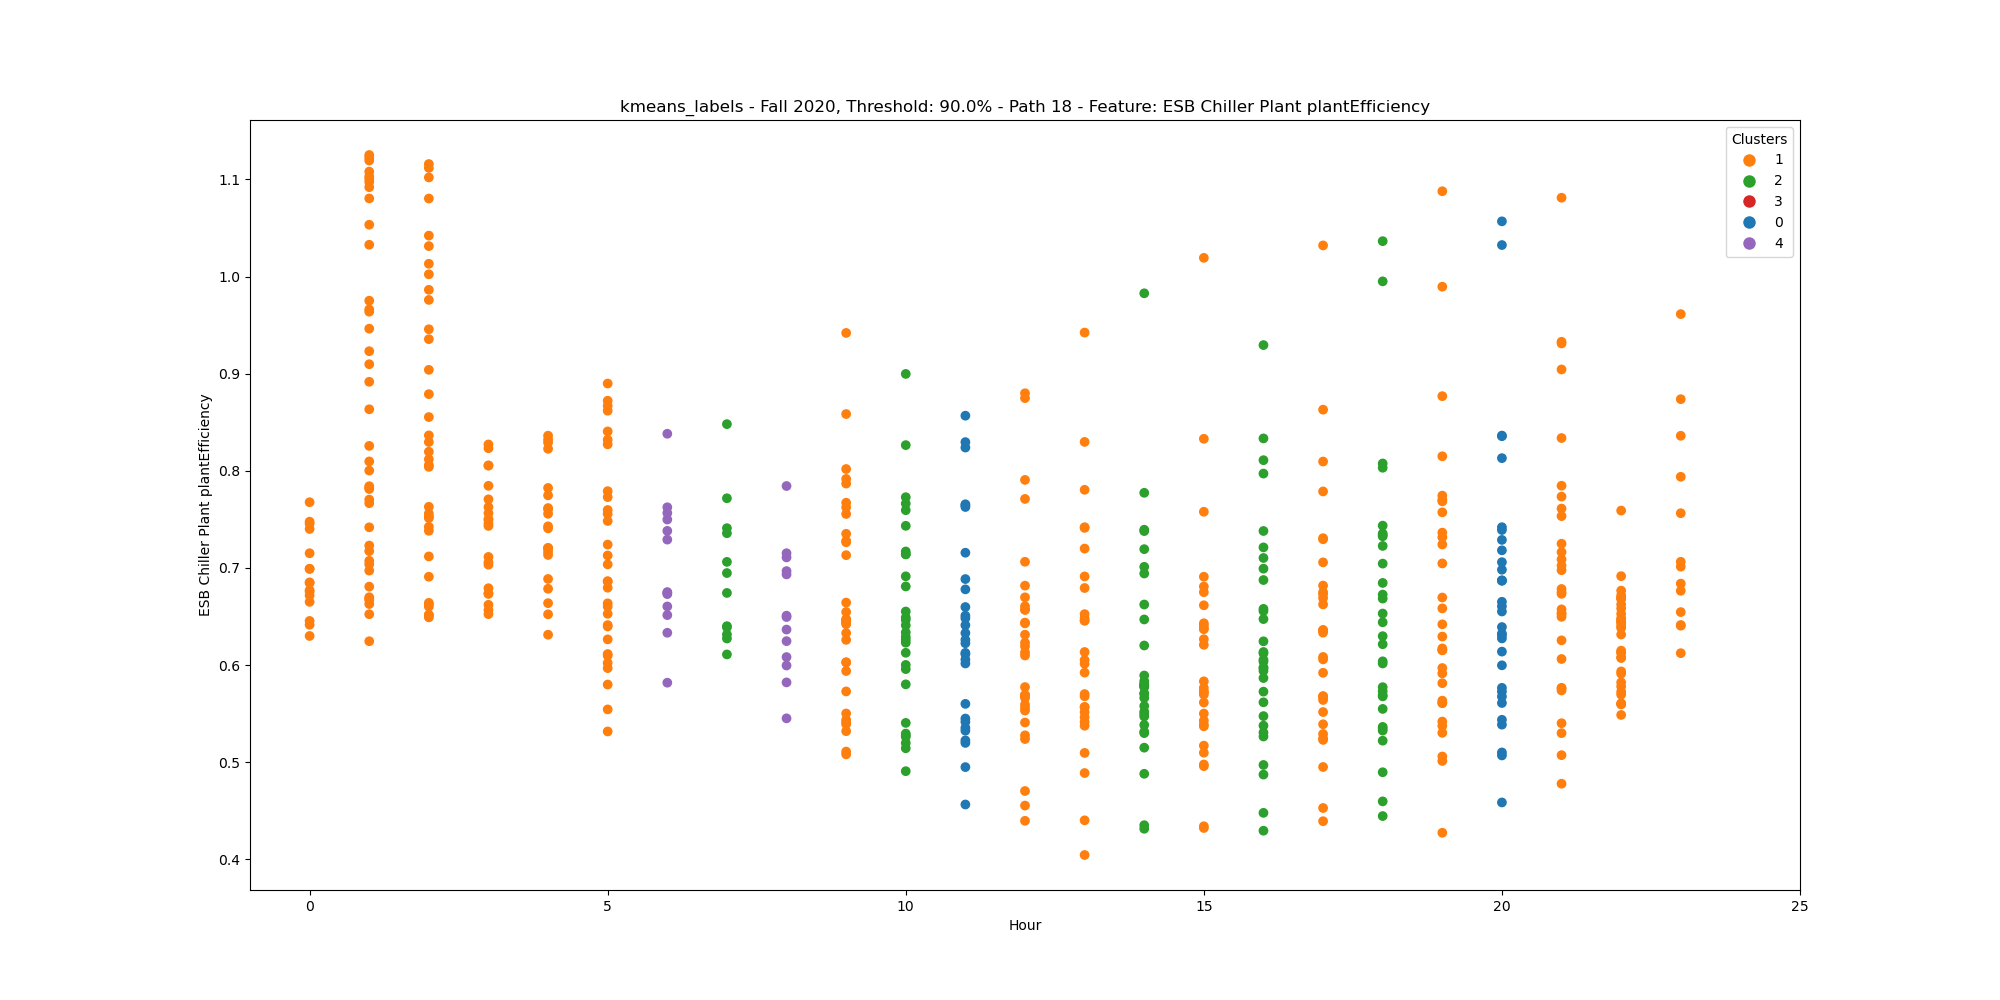 kmeans_labels - Fall 2020, Threshold: 90.0% - Path 18 - Feature: ESB Chiller Plant plantEfficiency
Clusters
1
2
3
0
4
ESB Chiller Plant plantEfficiency
1.1
1.0
0.9
0.8
0.7
0.6
0.5
0.4
0 5 10 15 20 25
Hour